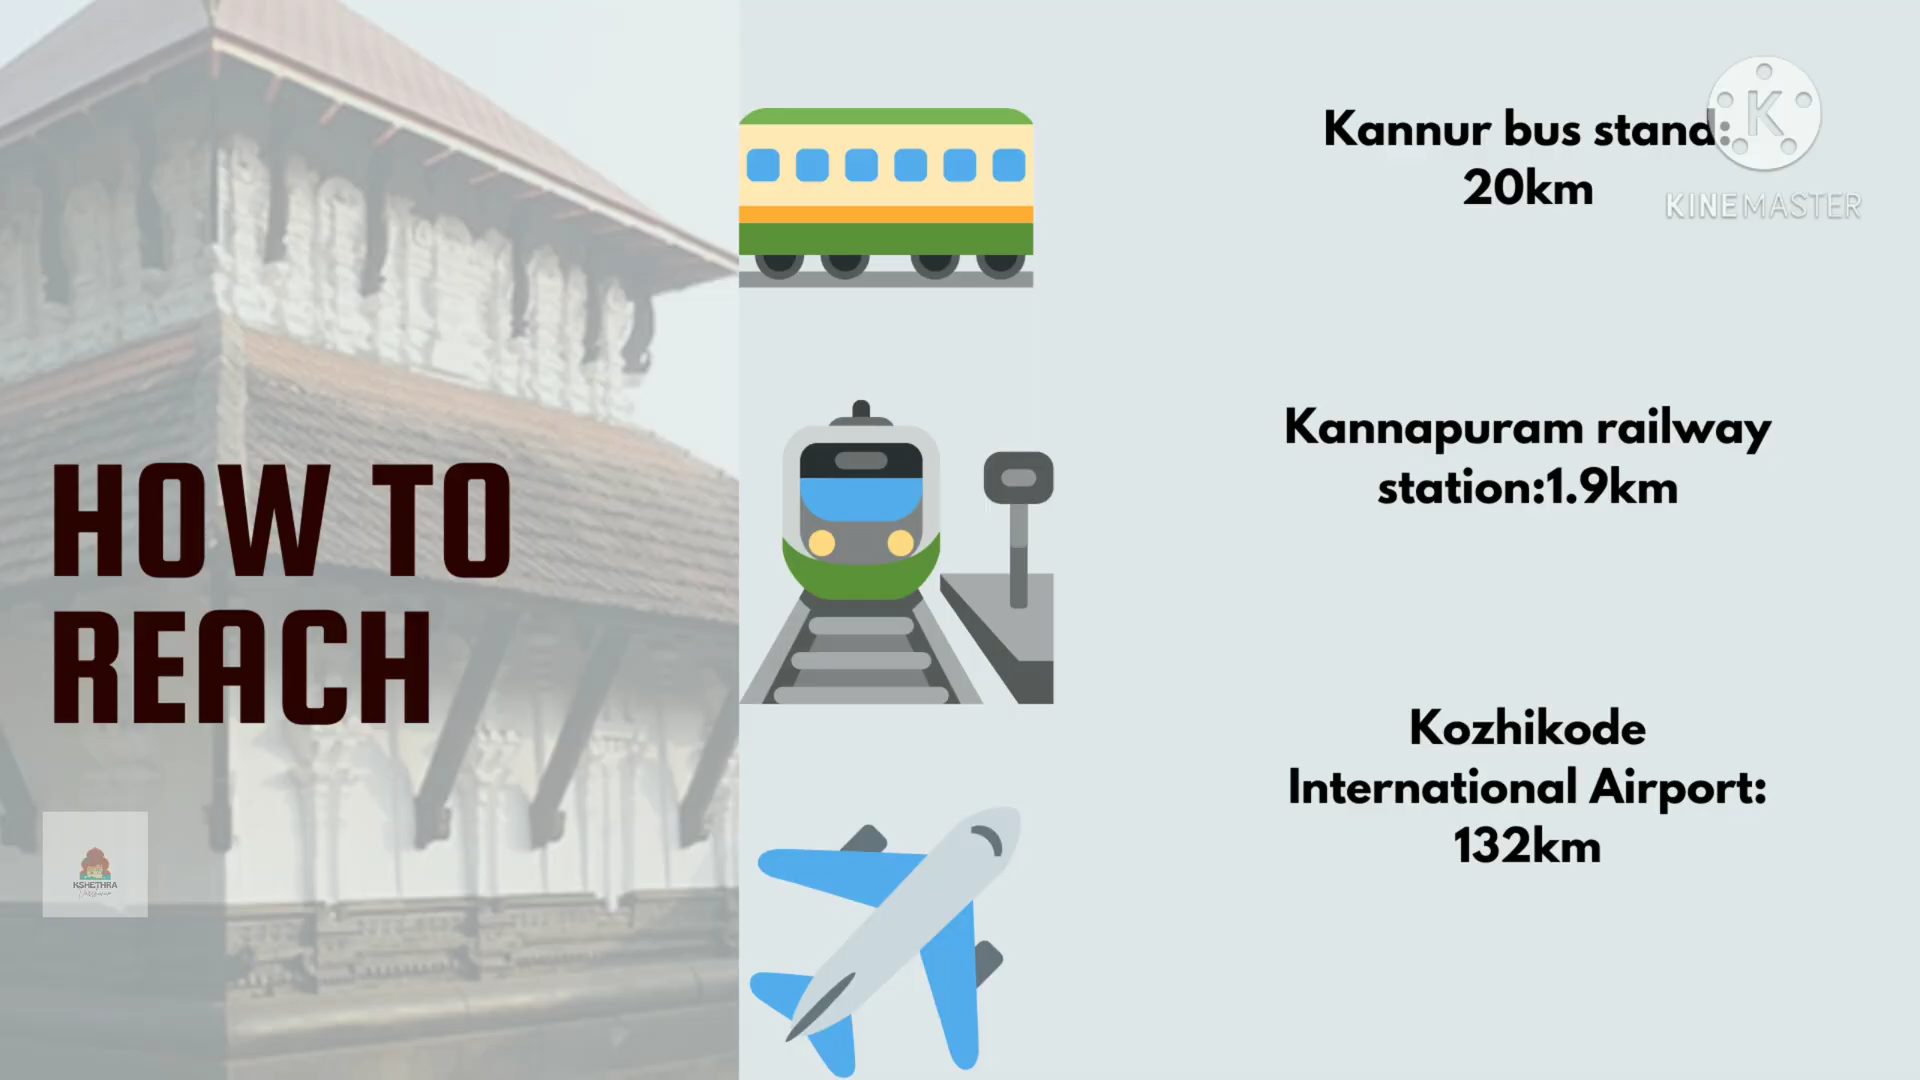 HOW TO
REACH
Kannur bus stand:
20km
Kannapuram railway
station:1.9km
Kozhikode
International Airport:
132km
K
KINEMASTER
KSHETHRA